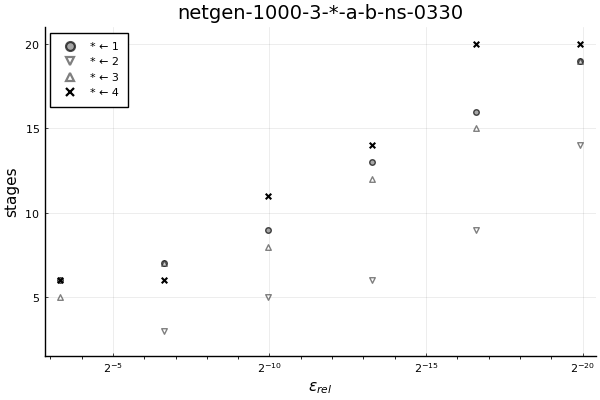 netgen-1000-3-*-a-b-ns-0330
20
15
10
5
stages
* ← 1
* ← 2
* ← 3
* ← 4
2⁻⁵
2⁻¹⁰
2⁻¹⁵
2⁻²⁰
ε_rel